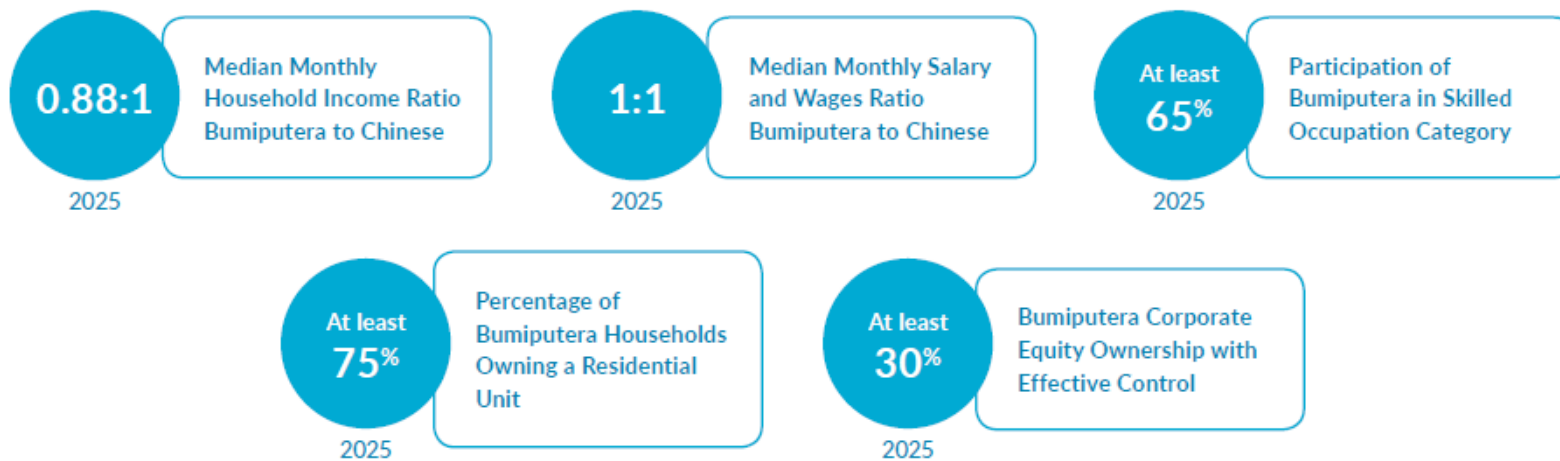 0.88:1
Median Monthly
Household Income Ratio
Bumiputera to Chinese
2025
1:1
Median Monthly Salary
and Wages Ratio
Bumiputera to Chinese
2025
At least
65%
Participation of
Bumiputera in Skilled
Occupation Category
2025
At least
75%
Percentage of
Bumiputera Households
Owning a Residential
Unit
2025
At least
30%
Bumiputera Corporate
Equity Ownership with
Effective Control
2025